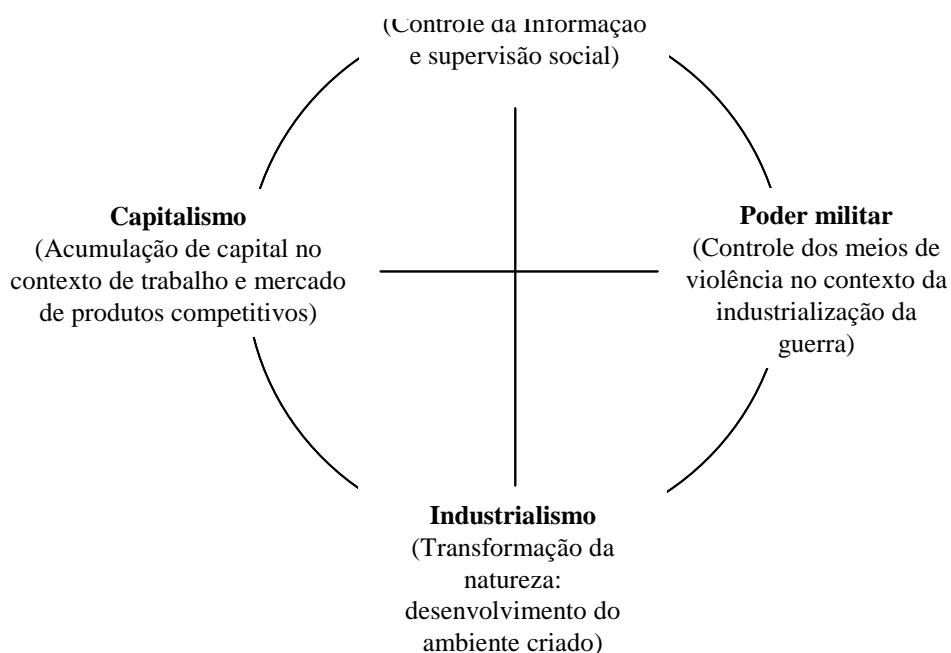 (Controle da Informação
e supervisão social)
Capitalismo
(Acumulação de capital no
contexto de trabalho e mercado
de produtos competitivos)
Poder militar
(Controle dos meios de
violência no contexto da
industrialização da
guerra)
Industrialismo
(Transformação da
natureza:
desenvolvimento do
ambiente criado)